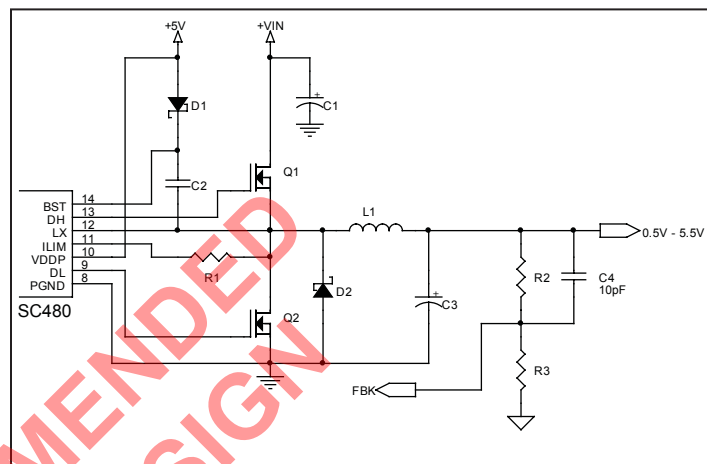 +5V
+VIN
D1
C1
Q1
C2
14
BST
13
DH
12
LX
11
ILIM
10
VDDP
9
DL
8
PGND
SC480
R1
L1
0.5V - 5.5V
D2
C3
R2
C4
10pF
Q2
R3
FBK
MENDED
SIGN